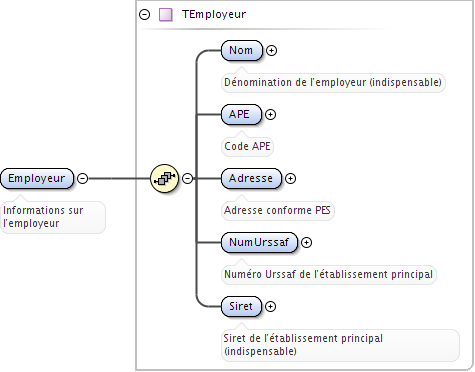 TEmployeur
Nom
Dénomination de l'employeur (indispensable)
APE
Code APE
Employeur
Informations sur
l'employeur
Adresse
Adresse conforme PES
NumUrssaf
Numéro Urssaf de l'établissement principal
Siret
Siret de l'établissement principal
(indispensable)